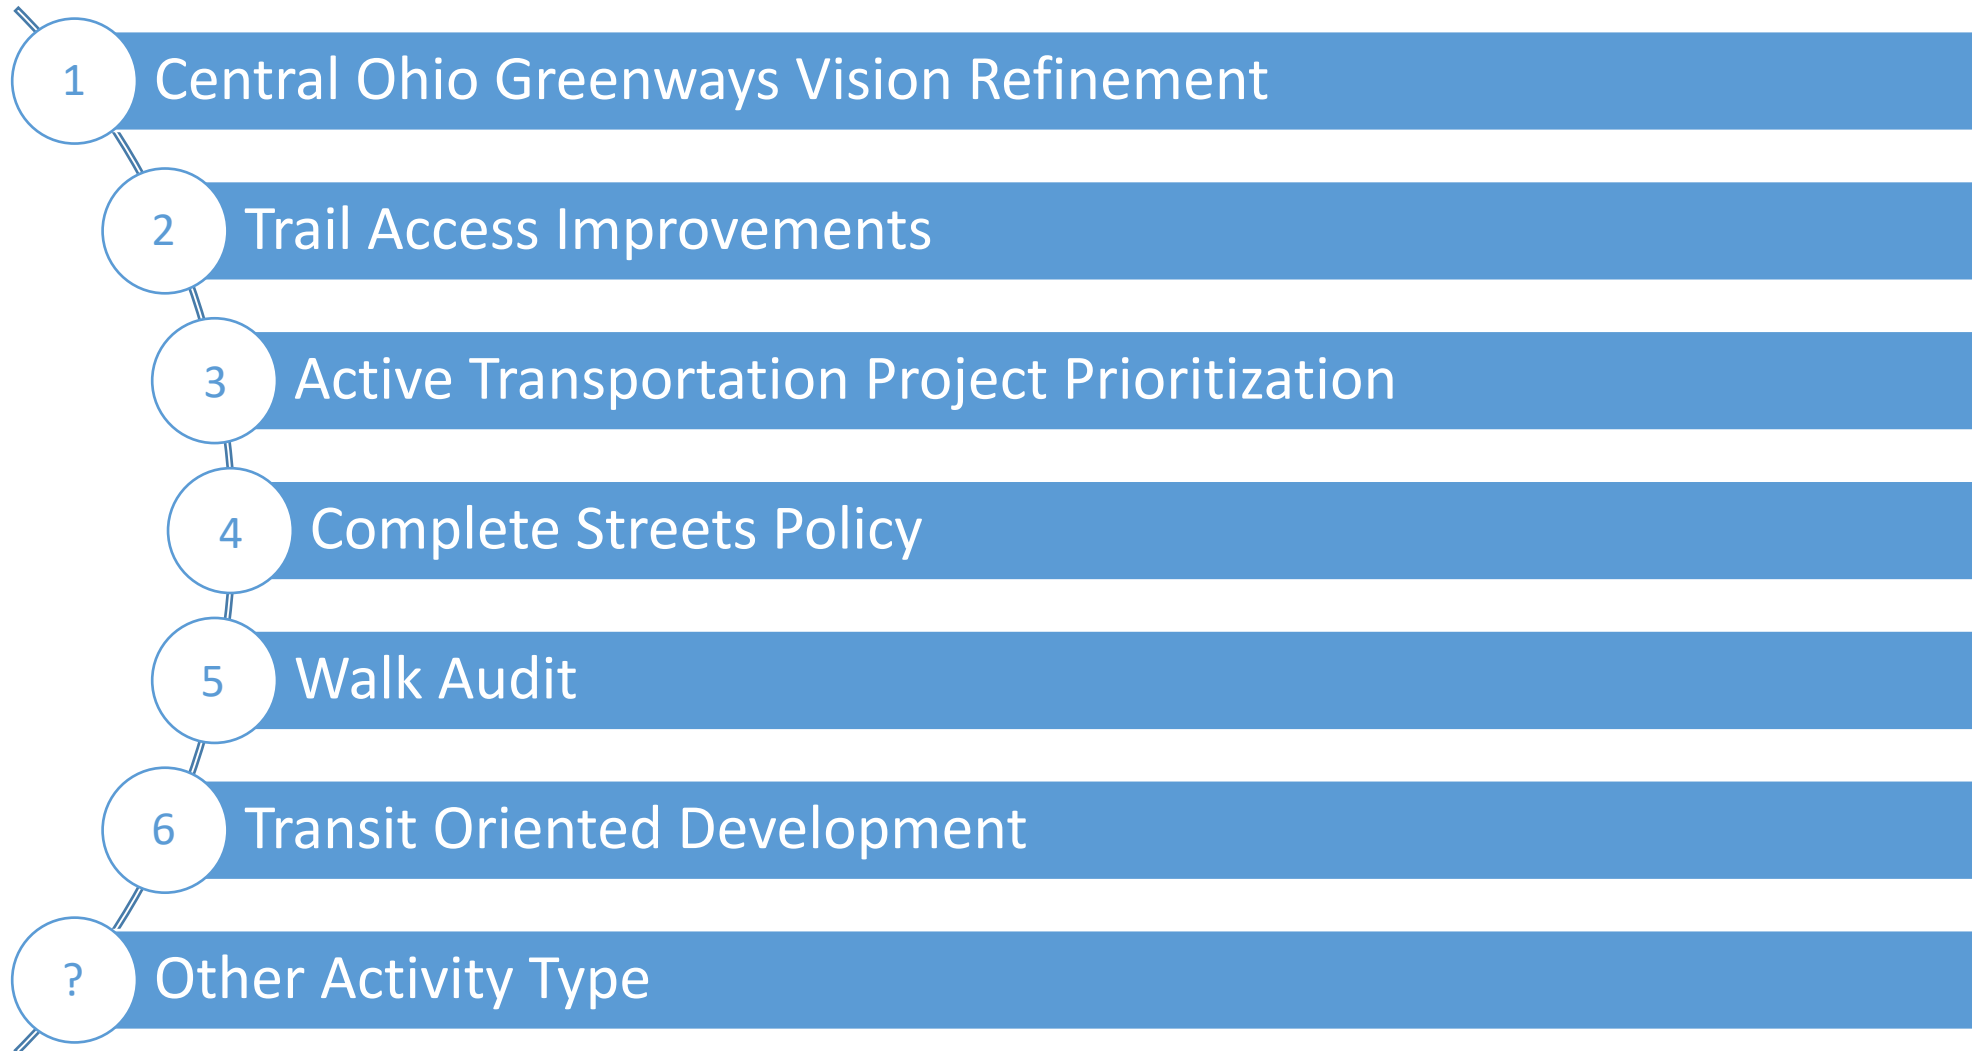 1 Central Ohio Greenways Vision Refinement
2 Trail Access Improvements
3 Active Transportation Project Prioritization
4 Complete Streets Policy
5 Walk Audit
6 Transit Oriented Development
? Other Activity Type